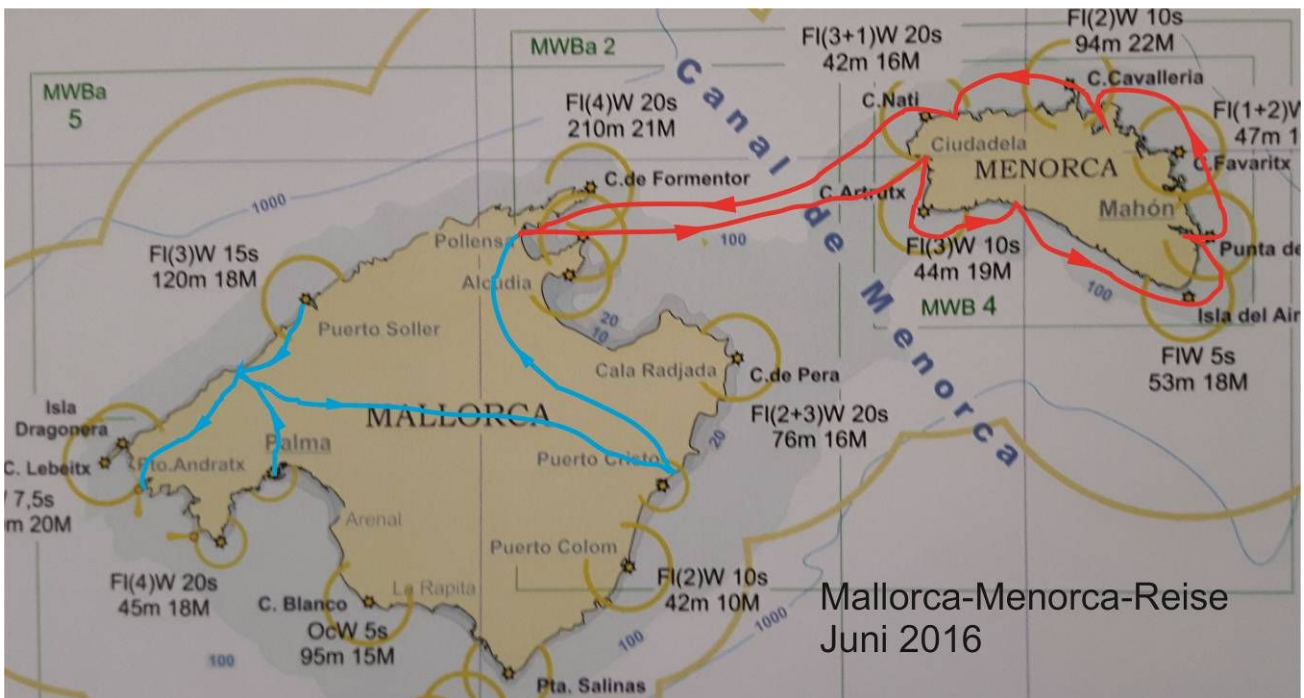 Fl(2)W 10s
94m 22M
Fl(3+1)W 20s
42m 16M
MWBa 2
MWBa
5
C.Cavalleria
C.Nati
Fl(4)W 20s
210m 21M
Fl(1+2)W
47m 1
Canal de Menorca
Ciudadela
MENORCA
C.Favaritx
C.de Formentor
C.Artrutx
1000
Mahón
Pollensa
100
Fl(3)W 10s
44m 19M
Punta de
Fl(3)W 15s
120m 18M
Alcudia
100
MWB 4
Isla del Air
20
10
Puerto Soller
FlW 5s
53m 18M
Cala Radjada
C.de Pera
Isla
Dragonera
MALLORCA
Fl(2+3)W 20s
76m 16M
20
Palma
C. Lebeitx
Pto.Andratx
Puerto Cristo
7,5s
m 20M
Arenal
Puerto Colom
Fl(4)W 20s
45m 18M
La Rapita
Fl(2)W 10s
42m 10M
C. Blanco
OcW 5s
95m 15M
Mallorca-Menorca-Reise
Juni 2016
1000
100
100
Pta. Salinas